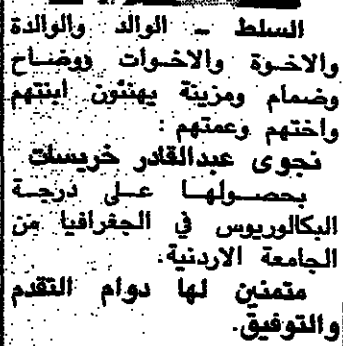 السلط – الوالد والوالدة
والاخوة والاخوات ووضاح
وضمام ومزينة يهنئون ابنتهم
واختهم وعمتهم :
نجوى عبدالقادر خريسات
بحصولها على درجة
البكالوريوس في الجغرافيا من
الجامعة الاردنية.
متمنين لها دوام التقدم
والتوفيق.